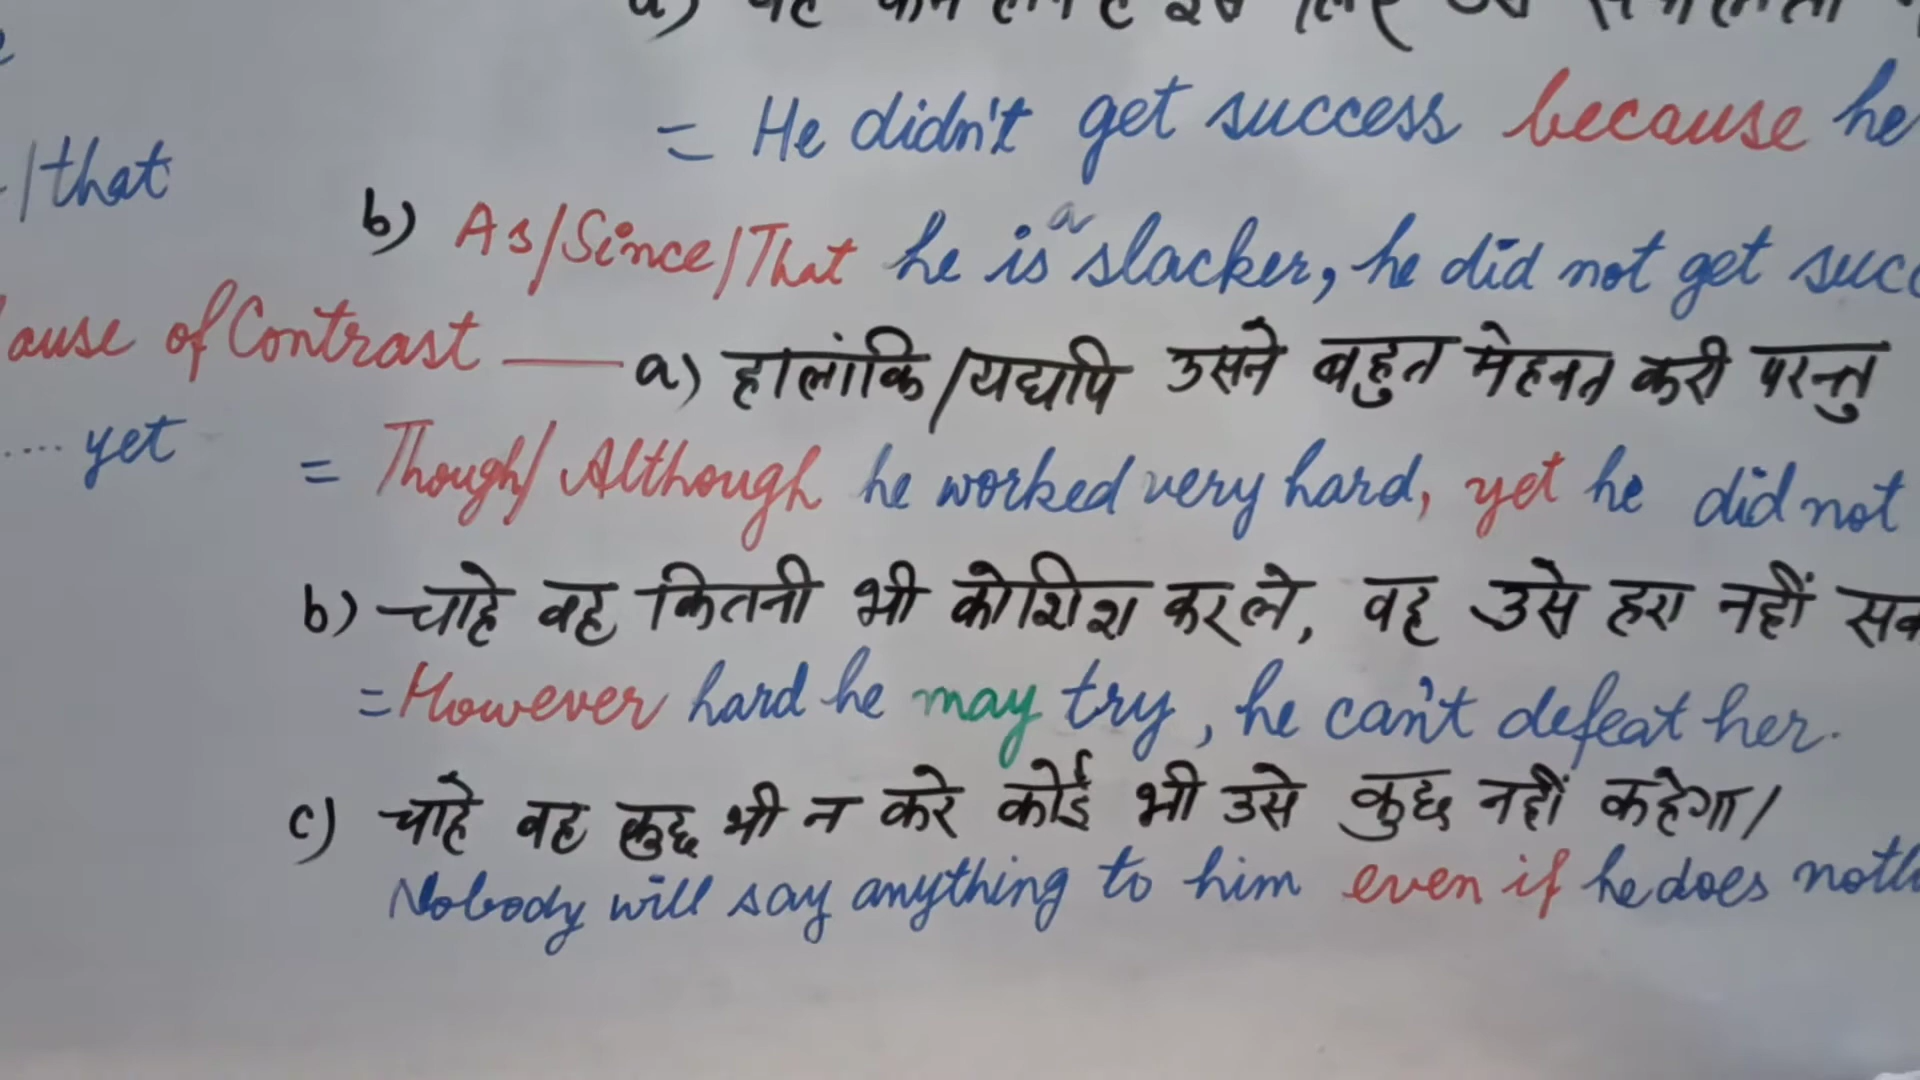 = He didn't get success because he
/that
b) As/Since/That he is a slacker, he did not get succ
ause of Contrast — a) हालांकि/यद्यपि उसने बहुत मेहनत करी परन्तु
.... yet = Though/Although he worked very hard, yet he did not
b) चाहे वह कितनी भी कोशिश करले, वह उसे हरा नहीं सक
= However hard he may try, he can't defeat her.
c) चाहे वह कुछ भी न करे कोई भी उसे कुछ नहीं कहेगा/
Nobody will say anything to him even if he does noth